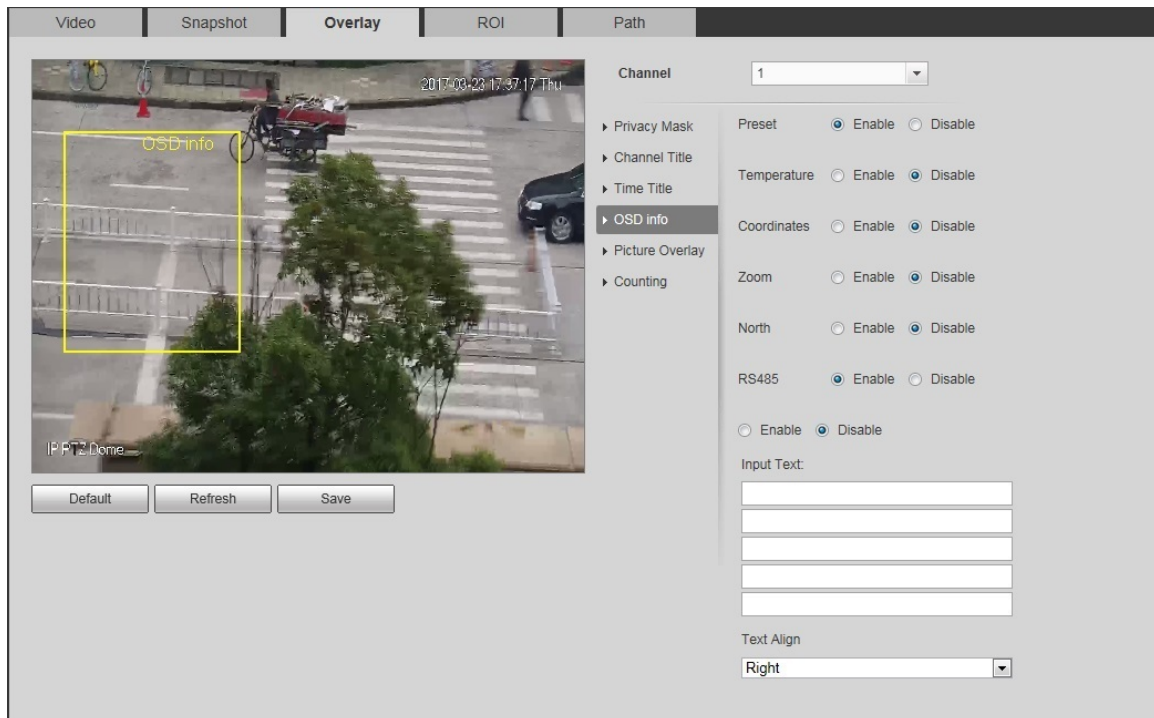 Video Snapshot Overlay ROI Path
2017-03-23 17:37:17 Thu
OSD info
IP PTZ Dome
Default Refresh Save
Channel 1
Privacy Mask
Channel Title
Time Title
OSD info
Picture Overlay
Counting
Preset Enable Disable
Temperature Enable Disable
Coordinates Enable Disable
Zoom Enable Disable
North Enable Disable
RS485 Enable Disable
Enable Disable
Input Text:
Text Align
Right